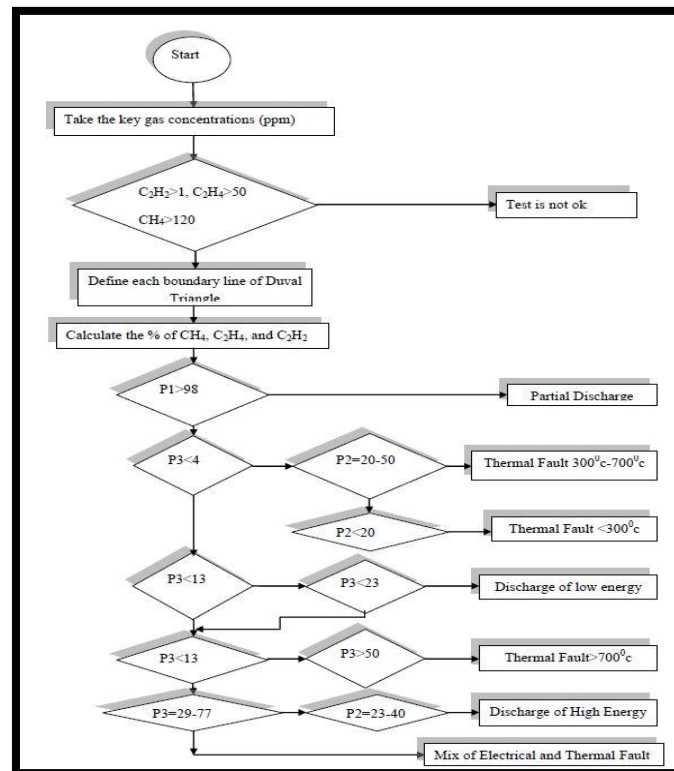 Start
Take the key gas concentrations (ppm)
C₂H₂>1, C₂H₄>50
CH₄>120
Test is not ok
Define each boundary line of Duval
Triangle
Calculate the % of CH₄, C₂H₄, and C₂H₂
P1>98
Partial Discharge
P3<4
P2=20-50
Thermal Fault 300⁰c-700⁰c
P2<20
Thermal Fault <300⁰c
P3<13
P3<23
Discharge of low energy
P3<13
P3>50
Thermal Fault>700⁰c
P3=29-77
P2=23-40
Discharge of High Energy
Mix of Electrical and Thermal Fault